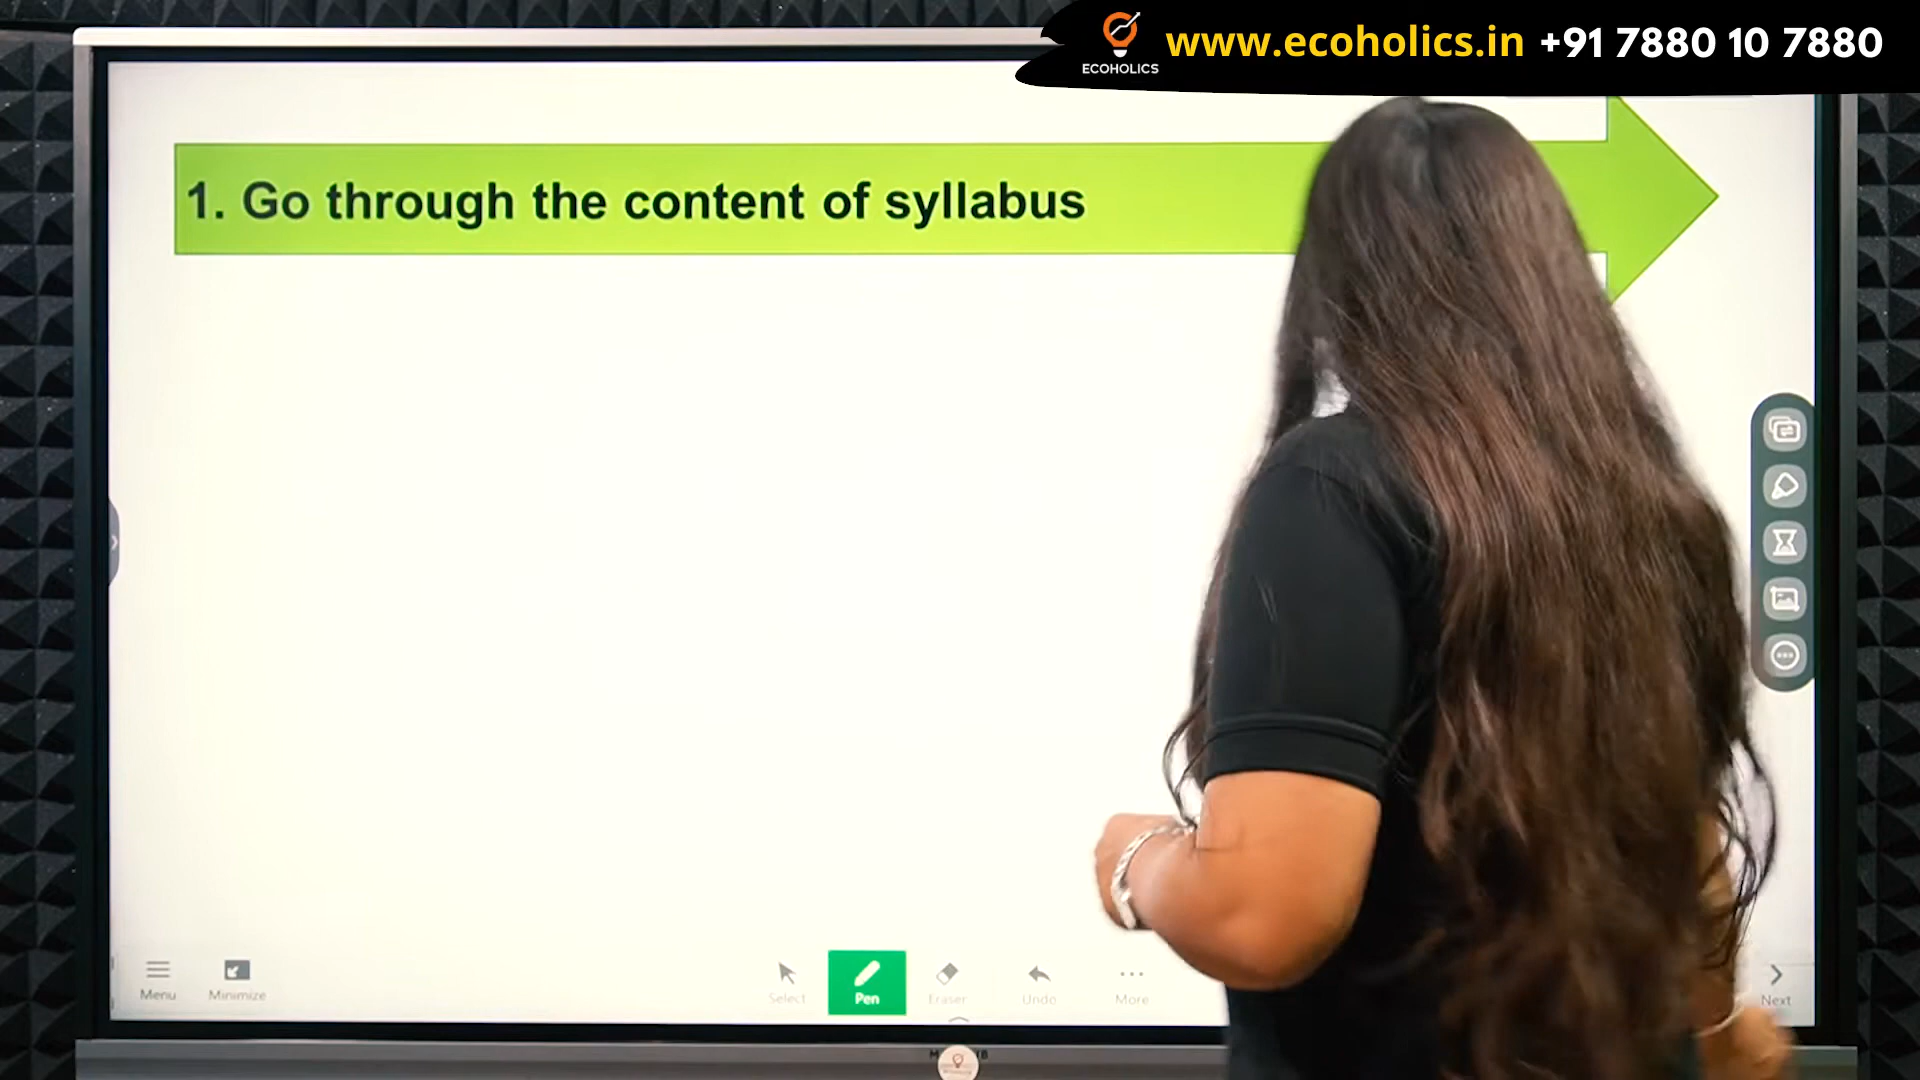 www.ecoholics.in +91 7880 10 7880
ECOHOLICS
1. Go through the content of syllabus
Menu
Minimize
Select
Pen
Eraser
Undo
More
Next